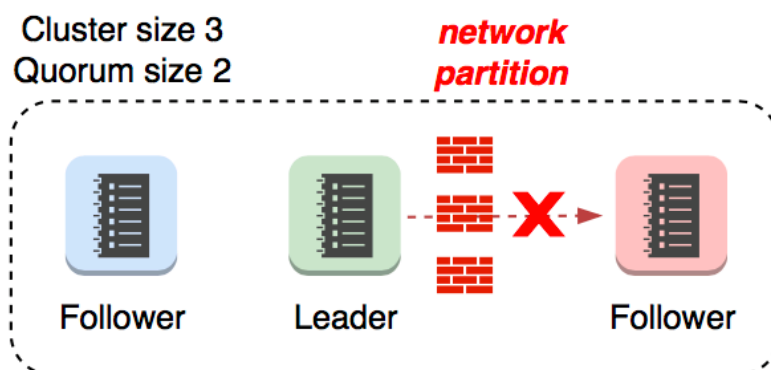 Cluster size 3
Quorum size 2
network
partition
Follower
Leader
Follower